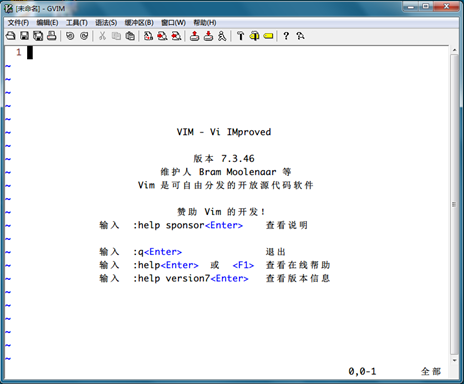 [未命名] - GVIM
文件(F) 编辑(E) 工具(T) 语法(S) 缓冲区(B) 窗口(W) 帮助(H)
1
~
~
~
~
~
~
VIM - Vi IMproved
~
~
版本 7.3.46
~
维护人 Bram Moolenaar 等
~
Vim 是可自由分发的开放源代码软件
~
~
赞助 Vim 的开发!
~
输入 :help sponsor<Enter> 查看说明
~
~
输入 :q<Enter> 退出
~
输入 :help<Enter> 或 <F1> 查看在线帮助
~
输入 :help version7<Enter> 查看版本信息
~
~
~
~
~
~
0,0-1 全部